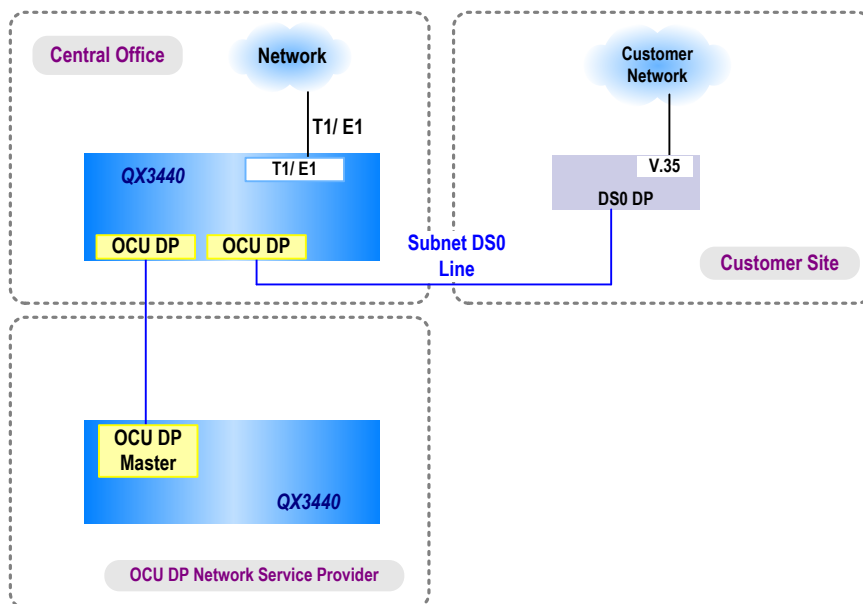 Central Office
Network
T1/ E1
T1/ E1
QX3440
OCU DP
OCU DP
Subnet DS0
Line
Customer
Network
V.35
DS0 DP
Customer Site
OCU DP
Master
QX3440
OCU DP Network Service Provider